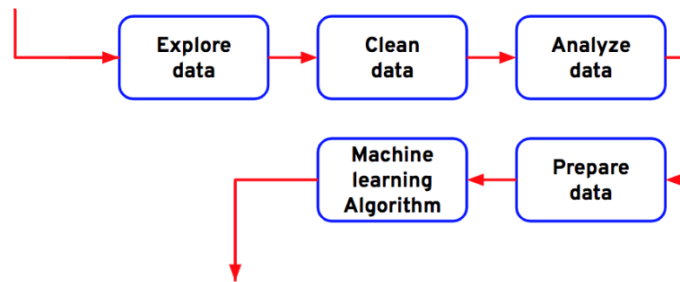 Explore
data
Clean
data
Analyze
data
Machine
learning
Algorithm
Prepare
data